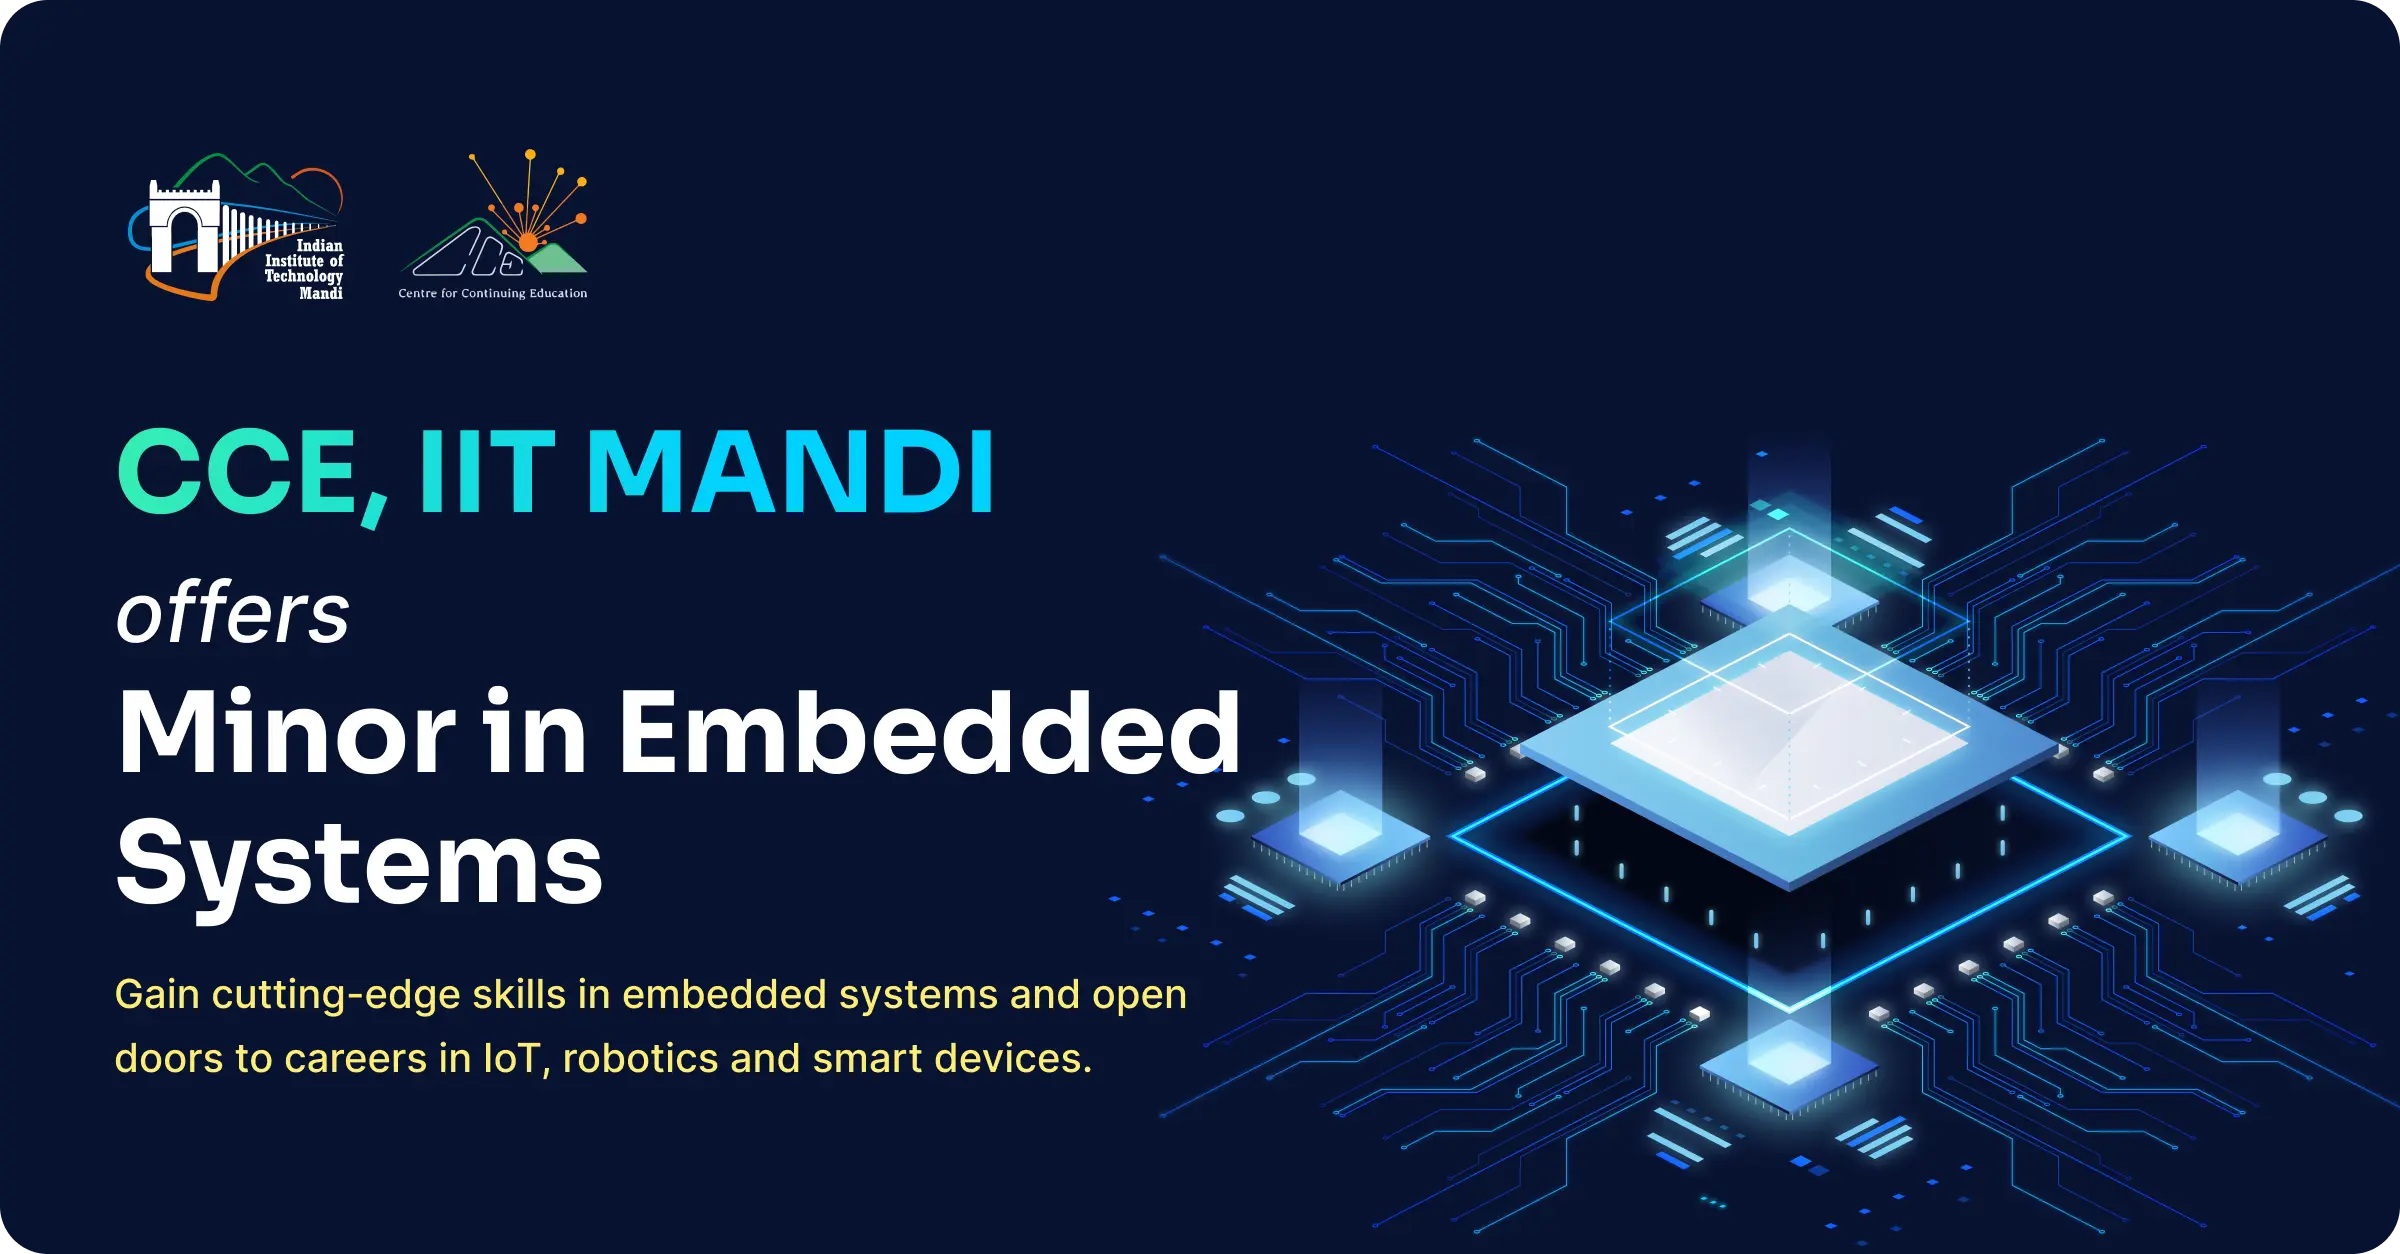 Indian
Institute of
Technology
Mandi
CCE
Centre for Continuing Education
CCE, IIT MANDI
offers
Minor in Embedded
Systems
Gain cutting-edge skills in embedded systems and open
doors to careers in IoT, robotics and smart devices.